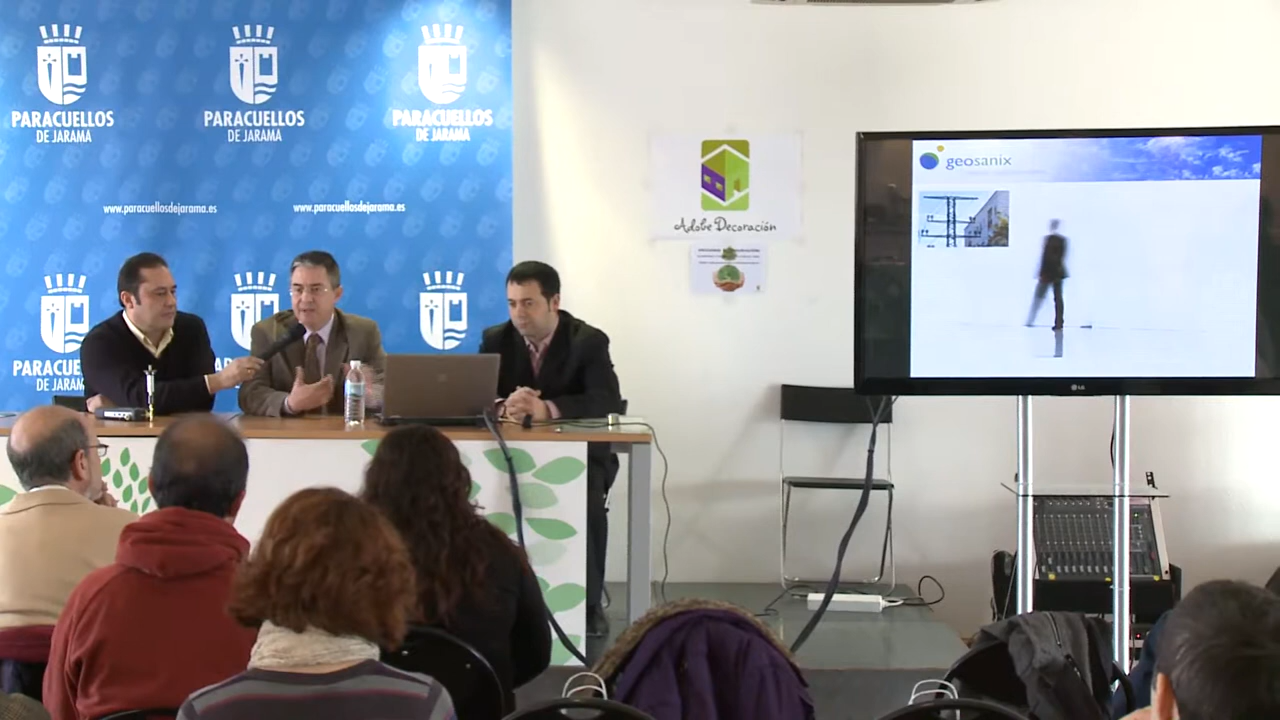 PARACUELLOS
DE JARAMA
PARACUELLOS
DE JARAMA
PARACUELLOS
DE JARAMA
www.paracuellosdejarama.es
www.paracuellosdejarama.es
PARACUELLOS
DE JARAMA
Adobe Decoración
geosanix
LG